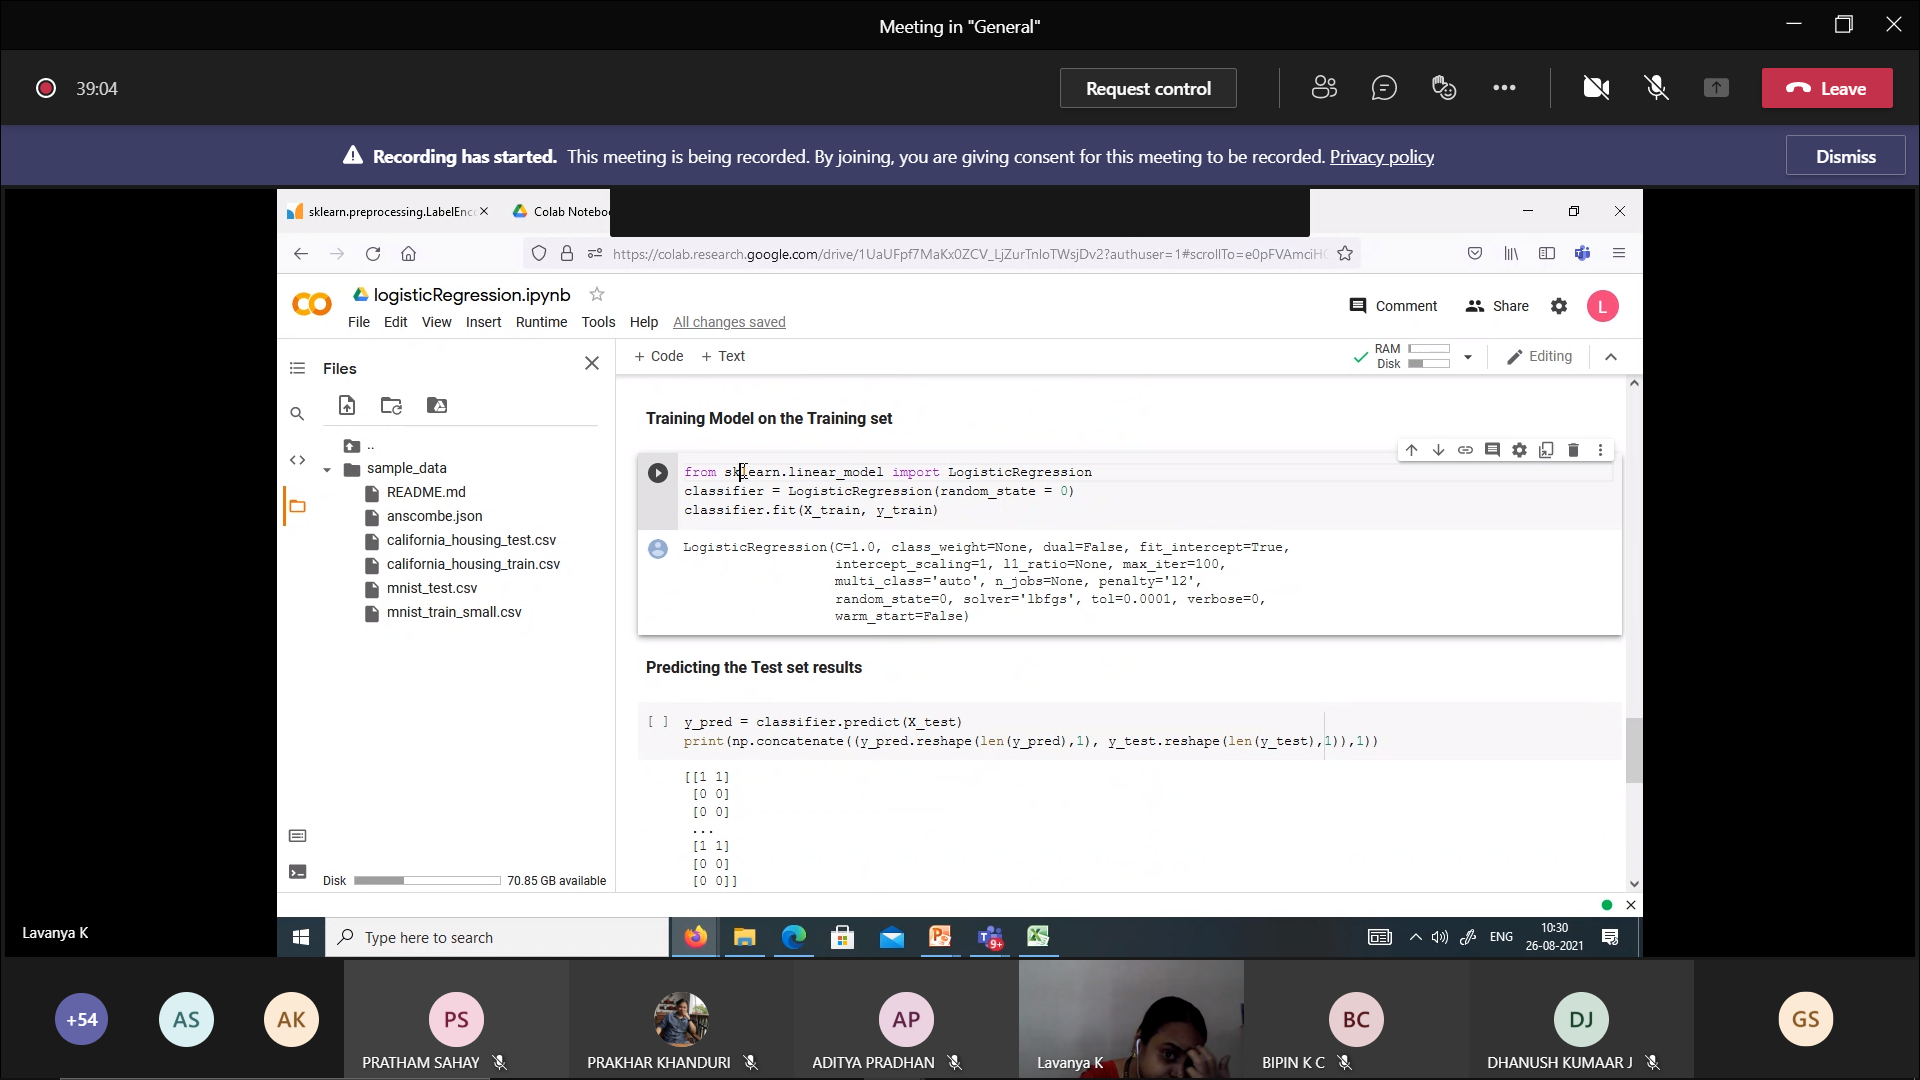 Meeting in "General"
39:04
Request control
Leave
Recording has started. This meeting is being recorded. By joining, you are giving consent for this meeting to be recorded. Privacy policy
Dismiss
sklearn.preprocessing.LabelEnc
Colab Notebo
https://colab.research.google.com/drive/1UaUFpf7MaKx0ZCV_LjZurTnIoTWsjDv2?authuser=1#scrollTo=e0pFVAmciH
logisticRegression.ipynb
Comment
Share
L
File Edit View Insert Runtime Tools Help All changes saved
Files
+ Code + Text
RAM
Disk
Editing
..
sample_data
README.md
anscombe.json
california_housing_test.csv
california_housing_train.csv
mnist_test.csv
mnist_train_small.csv
Disk
70.85 GB available
Training Model on the Training set
from sklearn.linear_model import LogisticRegression
classifier = LogisticRegression(random_state = 0)
classifier.fit(X_train, y_train)
LogisticRegression(C=1.0, class_weight=None, dual=False, fit_intercept=True,
intercept_scaling=1, l1_ratio=None, max_iter=100,
multi_class='auto', n_jobs=None, penalty='l2',
random_state=0, solver='lbfgs', tol=0.0001, verbose=0,
warm_start=False)
Predicting the Test set results
[ ] y_pred = classifier.predict(X_test)
print(np.concatenate((y_pred.reshape(len(y_pred),1), y_test.reshape(len(y_test),1)),1))
[[1 1]
[0 0]
[0 0]
...
[1 1]
[0 0]
[0 0]]
Lavanya K
Type here to search
9+
ENG
10:30
26-08-2021
+54
AS
AK
PS
PRATHAM SAHAY
PRAKHAR KHANDURI
AP
ADITYA PRADHAN
Lavanya K
BC
BIPIN K C
DJ
DHANUSH KUMAAR J
GS